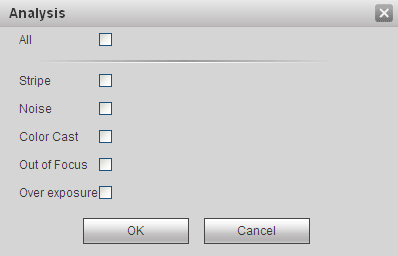 Analysis
All
Stripe
Noise
Color Cast
Out of Focus
Over exposure
OK Cancel